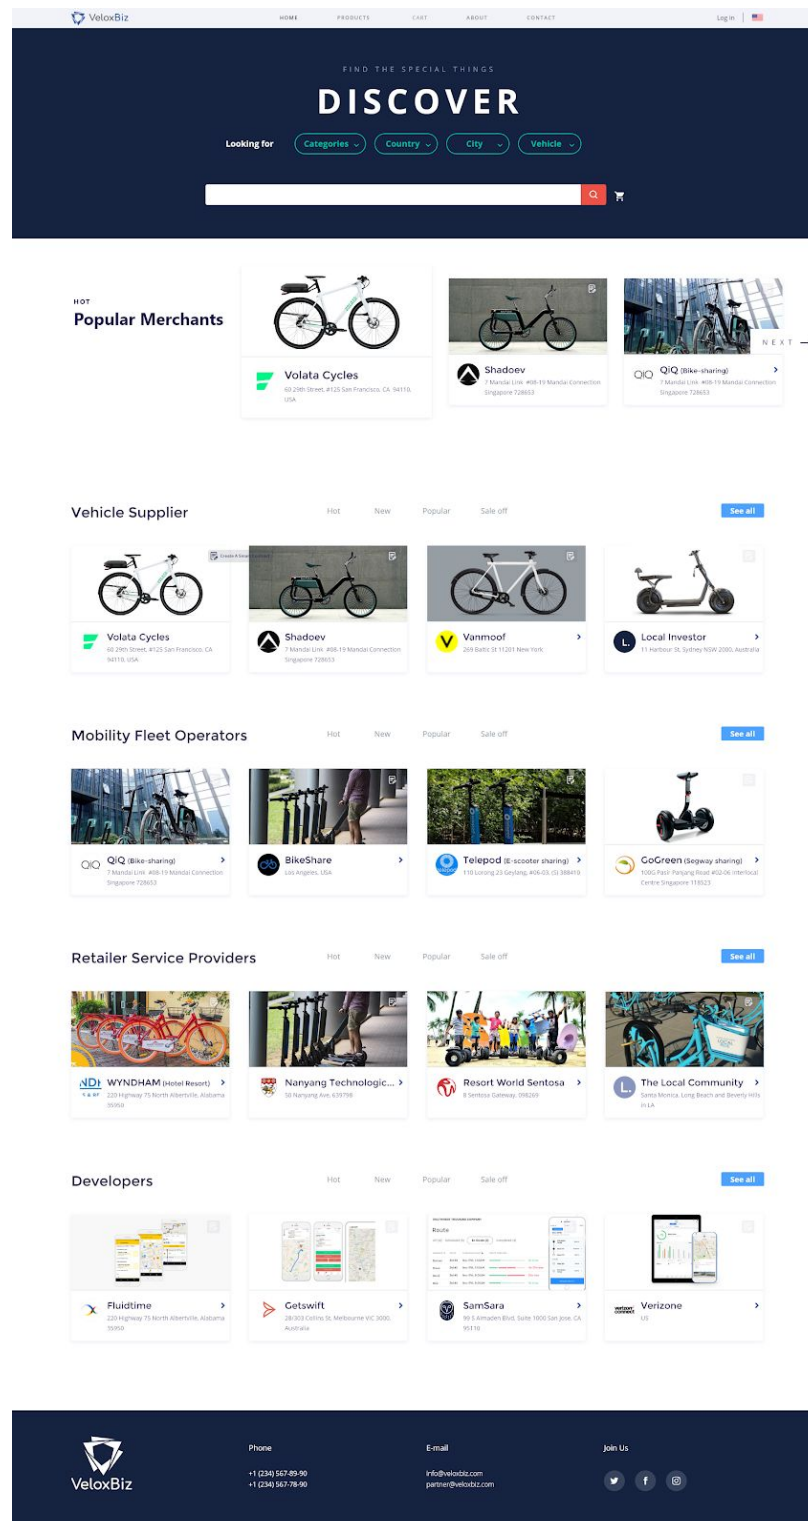 VeloxBiz
HOME PRODUCTS CART ABOUT CONTACT
Log in
FIND THE SPECIAL THINGS
DISCOVER
Looking for Categories Country City Vehicle
HOT
Popular Merchants
NEXT
Volata Cycles
60 29th Street, #125 San Francisco, CA 94110,
USA
Shadoev
7 Mandai Link #08-19 Mandai Connection
Singapore 728653
QIQ QiQ (Bike-sharing)
7 Mandai Link #08-19 Mandai Connection
Singapore 728653
Vehicle Supplier Hot New Popular Sale off See all
Volata Cycles
60 29th Street, #125 San Francisco, CA
94110, USA
Shadoev
7 Mandai Link #08-19 Mandai Connection
Singapore 728653
V Vanmoof
269 Baltic St 11201 New York
L. Local Investor
11 Harbour St, Sydney NSW 2000, Australia
Mobility Fleet Operators Hot New Popular Sale off See all
QIQ QiQ (Bike-sharing)
7 Mandai Link #08-19 Mandai Connection
Singapore 728653
BikeShare
Los Angeles, USA
Telepod (E-scooter sharing)
110 Lorong 23 Geylang, #06-03, (S) 388410
GoGreen (Segway sharing)
100G Pasir Panjang Road #02-06 Interlocal
Centre Singapore 118523
Retailer Service Providers Hot New Popular Sale off See all
WYNDHAM (Hotel Resort)
220 Highway 75 North Albertville, Alabama
35950
Nanyang Technologic...
50 Nanyang Ave, 639798
Resort World Sentosa
8 Sentosa Gateway, 098269
L. The Local Community
Santa Monica, Long Beach and Beverly Hills
in LA
Developers Hot New Popular Sale off See all
Fluidtime
220 Highway 75 North Albertville, Alabama
35950
Getswift
28/303 Collins St, Melbourne VIC 3000,
Australia
Route
SamSara
99 S Almaden Blvd. Suite 1000 San Jose, CA
95110
verizon connect Verizone
US
VeloxBiz
Phone
+1 (234) 567-89-90
+1 (234) 567-78-90
E-mail
info@veloxbiz.com
partner@veloxbiz.com
Join Us